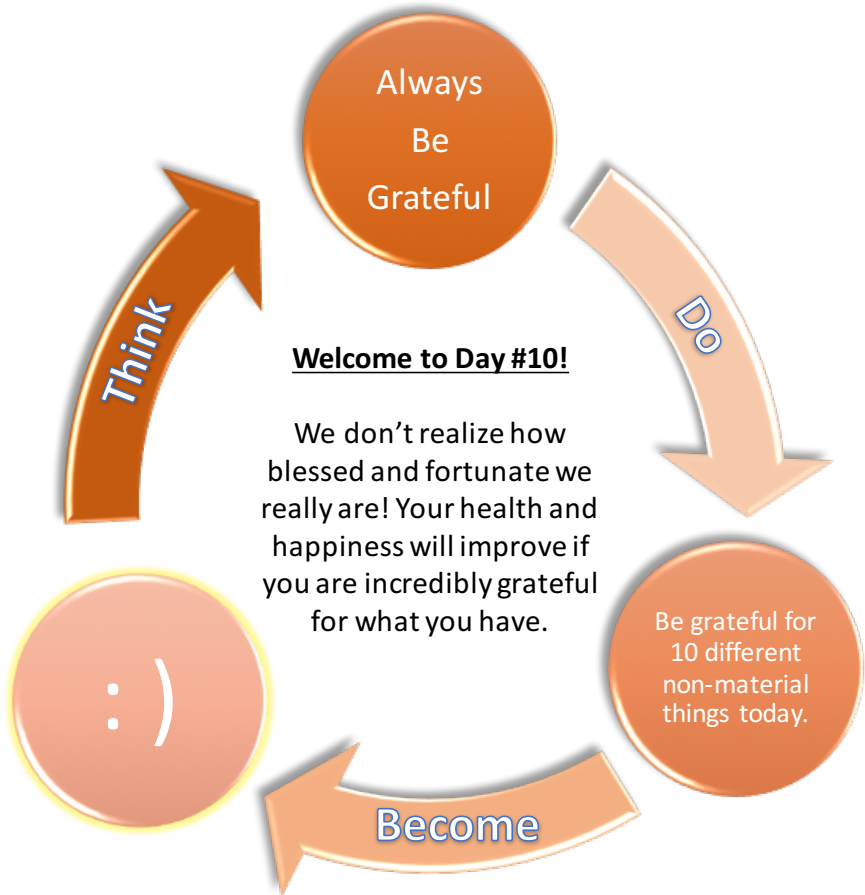 Always
Be
Grateful
Do
Think
Welcome to Day #10!
We don’t realize how
blessed and fortunate we
really are! Your health and
happiness will improve if
you are incredibly grateful
for what you have.
Be grateful for
10 different
non-material
things today.
: )
Become